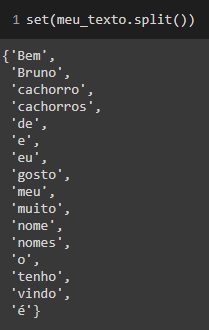 1 set(meu_texto.split())
{'Bem',
'Bruno',
'cachorro',
'cachorros',
'de',
'e',
'eu',
'gosto',
'meu',
'muito',
'nome',
'nomes',
'o',
'tenho',
'vindo',
'é'}